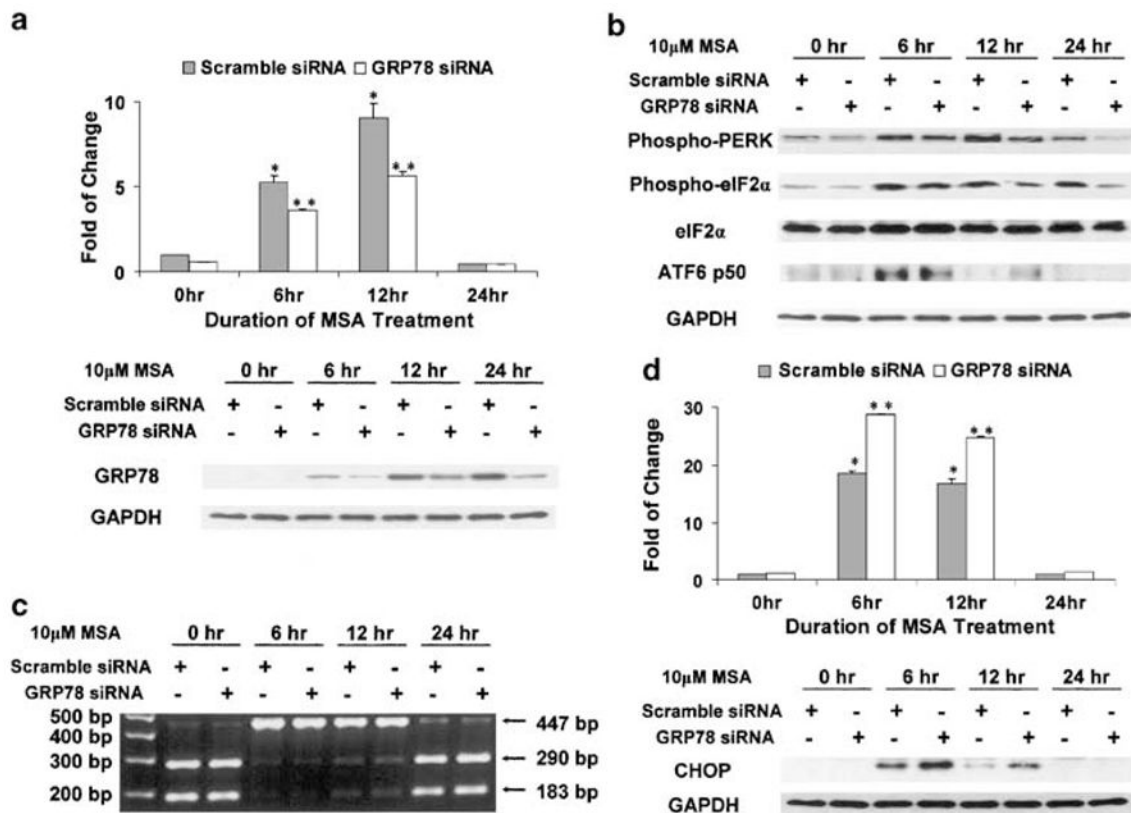 a
Scramble siRNA GRP78 siRNA
10
5
0
Fold of Change
* ** * **
0hr 6hr 12hr 24hr
Duration of MSA Treatment
10μM MSA 0 hr 6 hr 12 hr 24 hr
Scramble siRNA + - + - + - + -
GRP78 siRNA - + - + - + - +
GRP78
GAPDH
b
10μM MSA 0 hr 6 hr 12 hr 24 hr
Scramble siRNA + - + - + - + -
GRP78 siRNA - + - + - + - +
Phospho-PERK
Phospho-eIF2α
eIF2α
ATF6 p50
GAPDH
c
10μM MSA 0 hr 6 hr 12 hr 24 hr
Scramble siRNA + - + - + - + -
GRP78 siRNA - + - + - + - +
500 bp
400 bp
300 bp
200 bp
← 447 bp
← 290 bp
← 183 bp
d
Scramble siRNA GRP78 siRNA
30
20
10
0
Fold of Change
* ** * **
0hr 6hr 12hr 24hr
Duration of MSA Treatment
10μM MSA 0 hr 6 hr 12 hr 24 hr
Scramble siRNA + - + - + - + -
GRP78 siRNA - + - + - + - +
CHOP
GAPDH